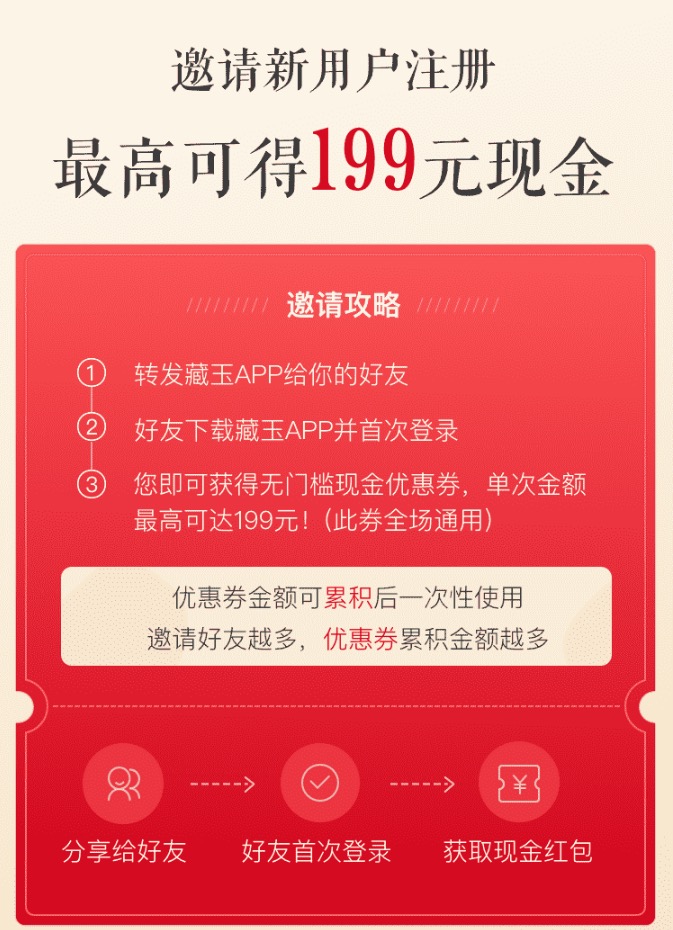 邀请新用户注册
最高可得199元现金
邀请攻略
1 转发藏玉APP给你的好友
2 好友下载藏玉APP并首次登录
3 您即可获得无门槛现金优惠券，单次金额
最高可达199元！(此券全场通用)
优惠券金额可累积后一次性使用
邀请好友越多，优惠券累积金额越多
¥
分享给好友 好友首次登录 获取现金红包